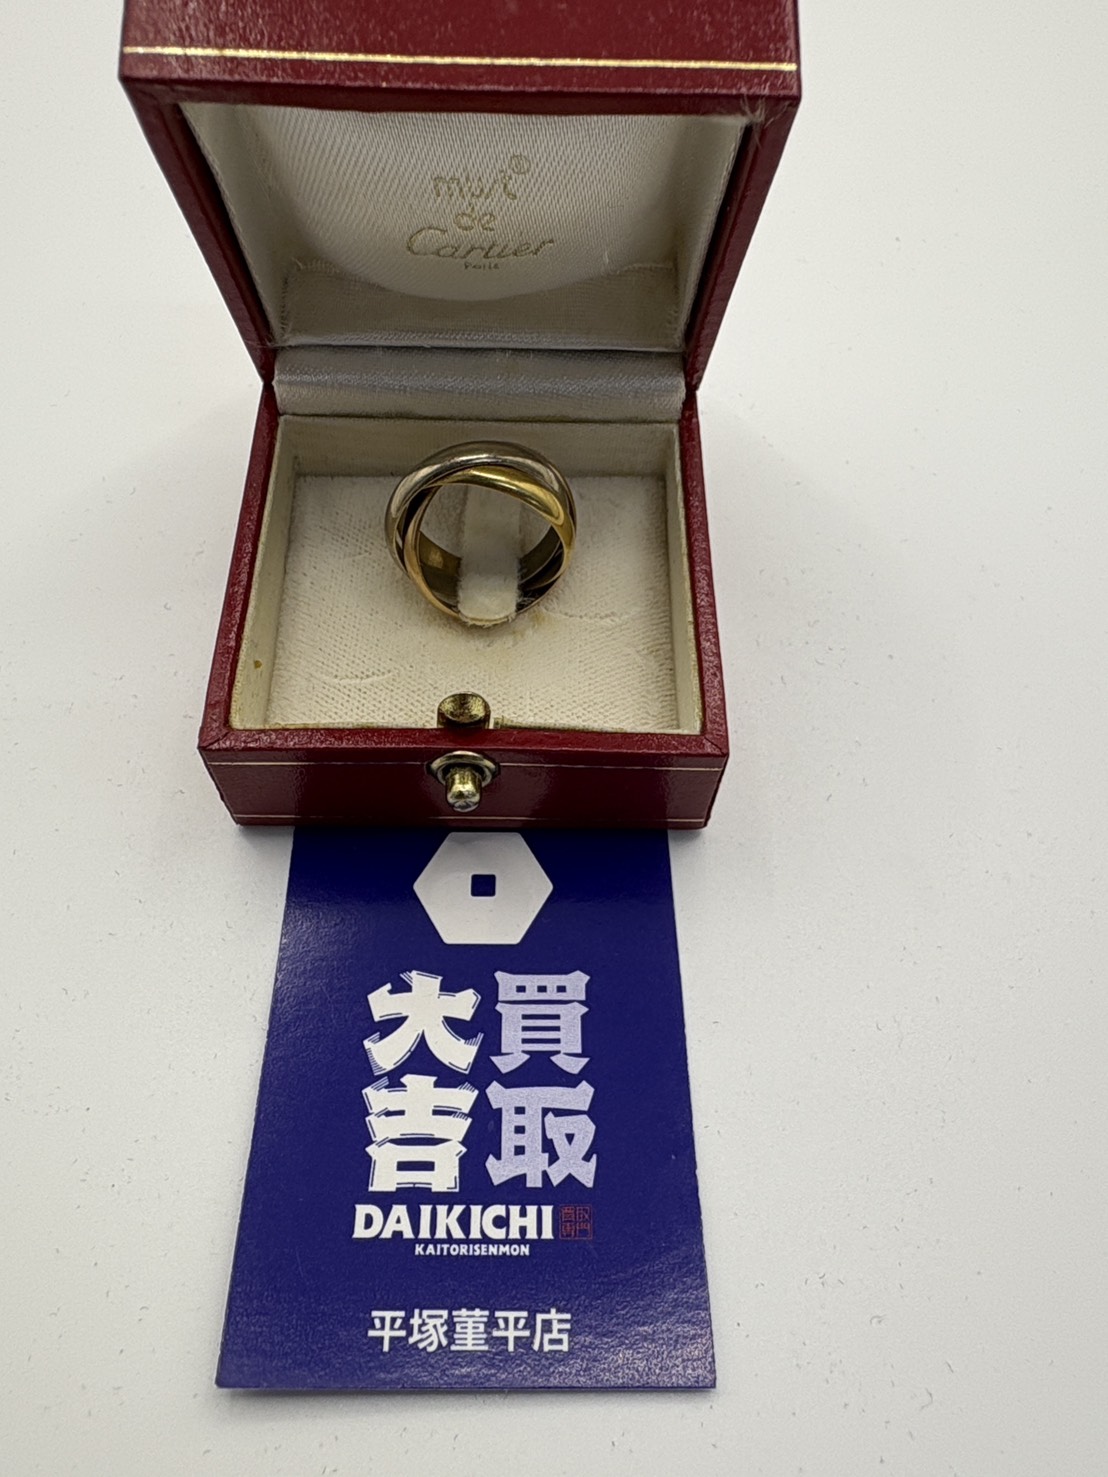 must®
de
Cartier
Paris
買取
大吉
DAIKICHI
KAITORISENMON
平塚菫平店